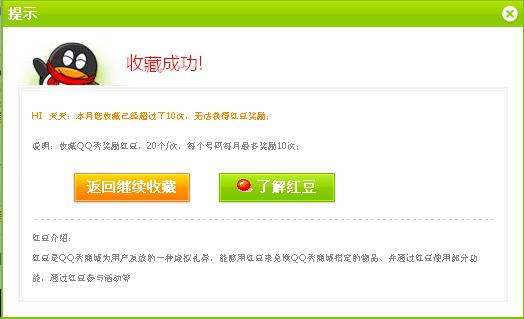 提示
收藏成功!
HI 天天：本月您收藏已经超过了10次，无法获得红豆奖励；
说明：收藏QQ秀奖励红豆，20个/次，每个号码每月最多奖励10次；
返回继续收藏
了解红豆
红豆介绍：
红豆是QQ秀商城为用户发放的一种虚拟礼券，能够用红豆来兑换QQ秀商城指定的物品、并通过红豆使用部分功
能，通过红豆参与活动等